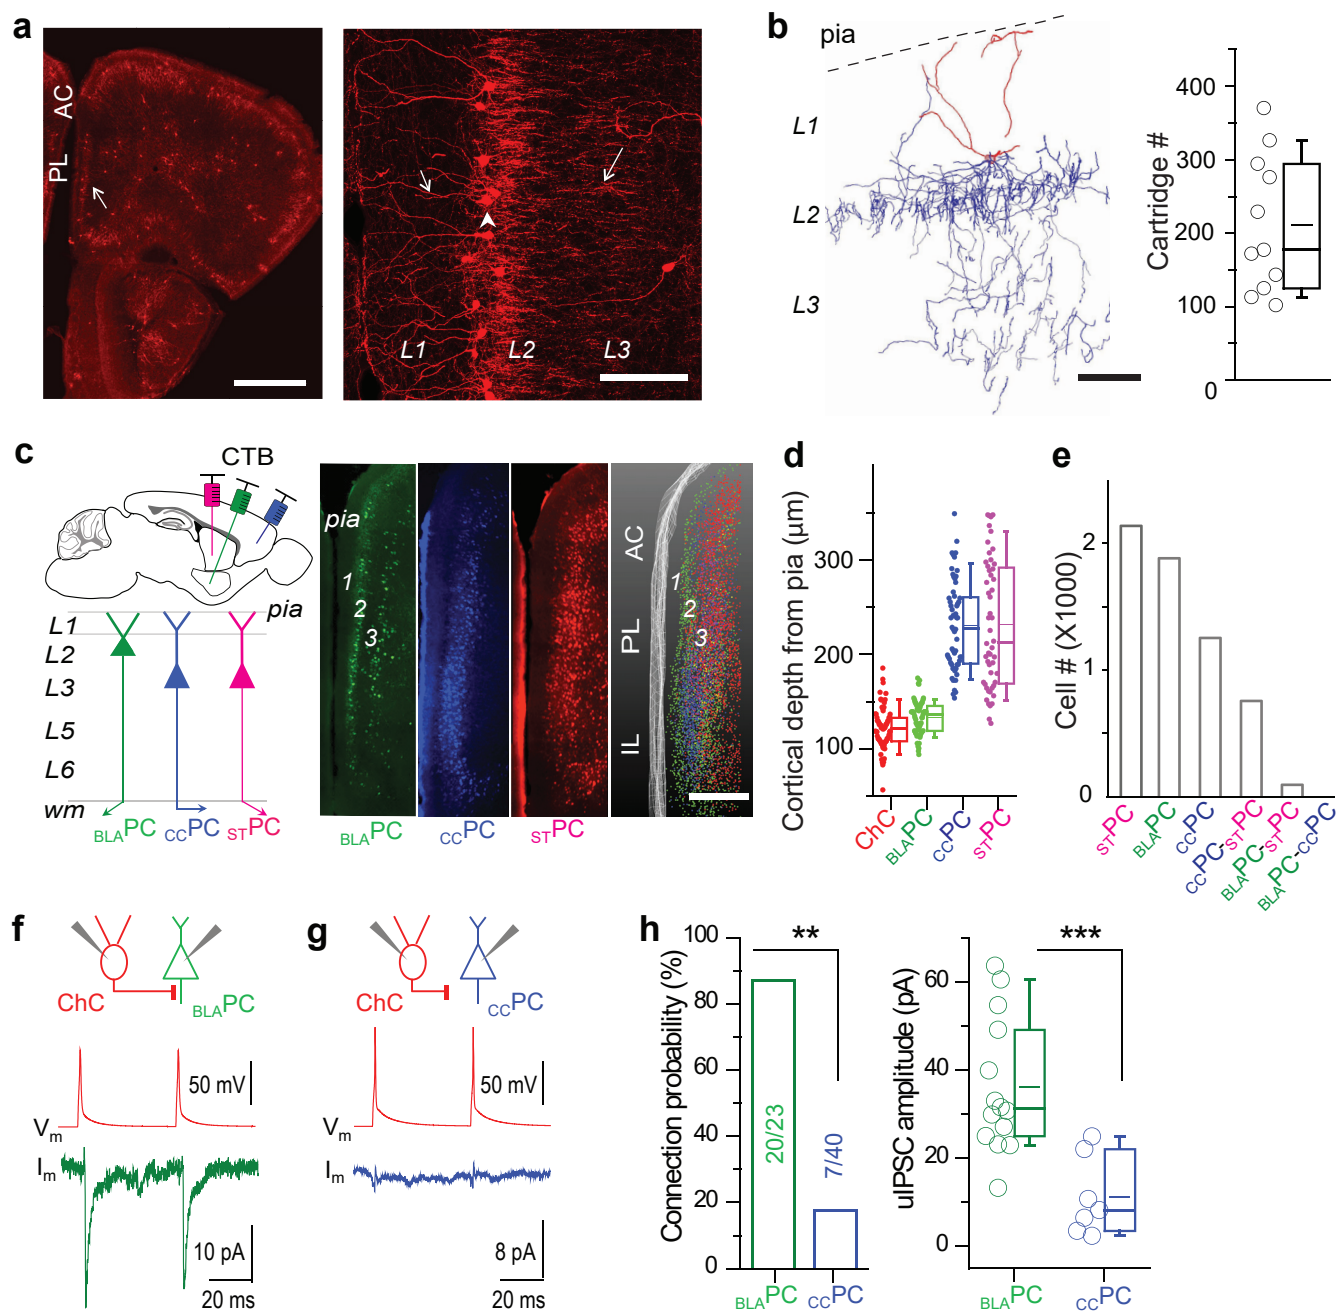 a
AC
PL
L1 L2 L3
b
pia
L1
L2
L3
Cartridge #
400
300
200
100
0
c
CTB
pia
L1
L2
L3
L5
L6
wm
BLAPC CCPC STPC
pia
1
2
3
BLAPC CCPC STPC
AC
PL
IL
1
2
3
d
Cortical depth from pia (µm)
300
200
100
ChC BLAPC CCPC STPC
e
Cell # (X1000)
2
1
0
STPC BLAPC CCPC CCPC-STPC BLAPC-STPC BLAPC-CCPC
f
ChC BLAPC
50 mV
Vm
Im
10 pA
20 ms
g
ChC CCPC
50 mV
Vm
Im
8 pA
20 ms
h
Connection probability (%)
100
80
60
40
20
0
**
20/23
7/40
BLAPC CCPC
uIPSC amplitude (pA)
60
40
20
0
***
BLAPC CCPC